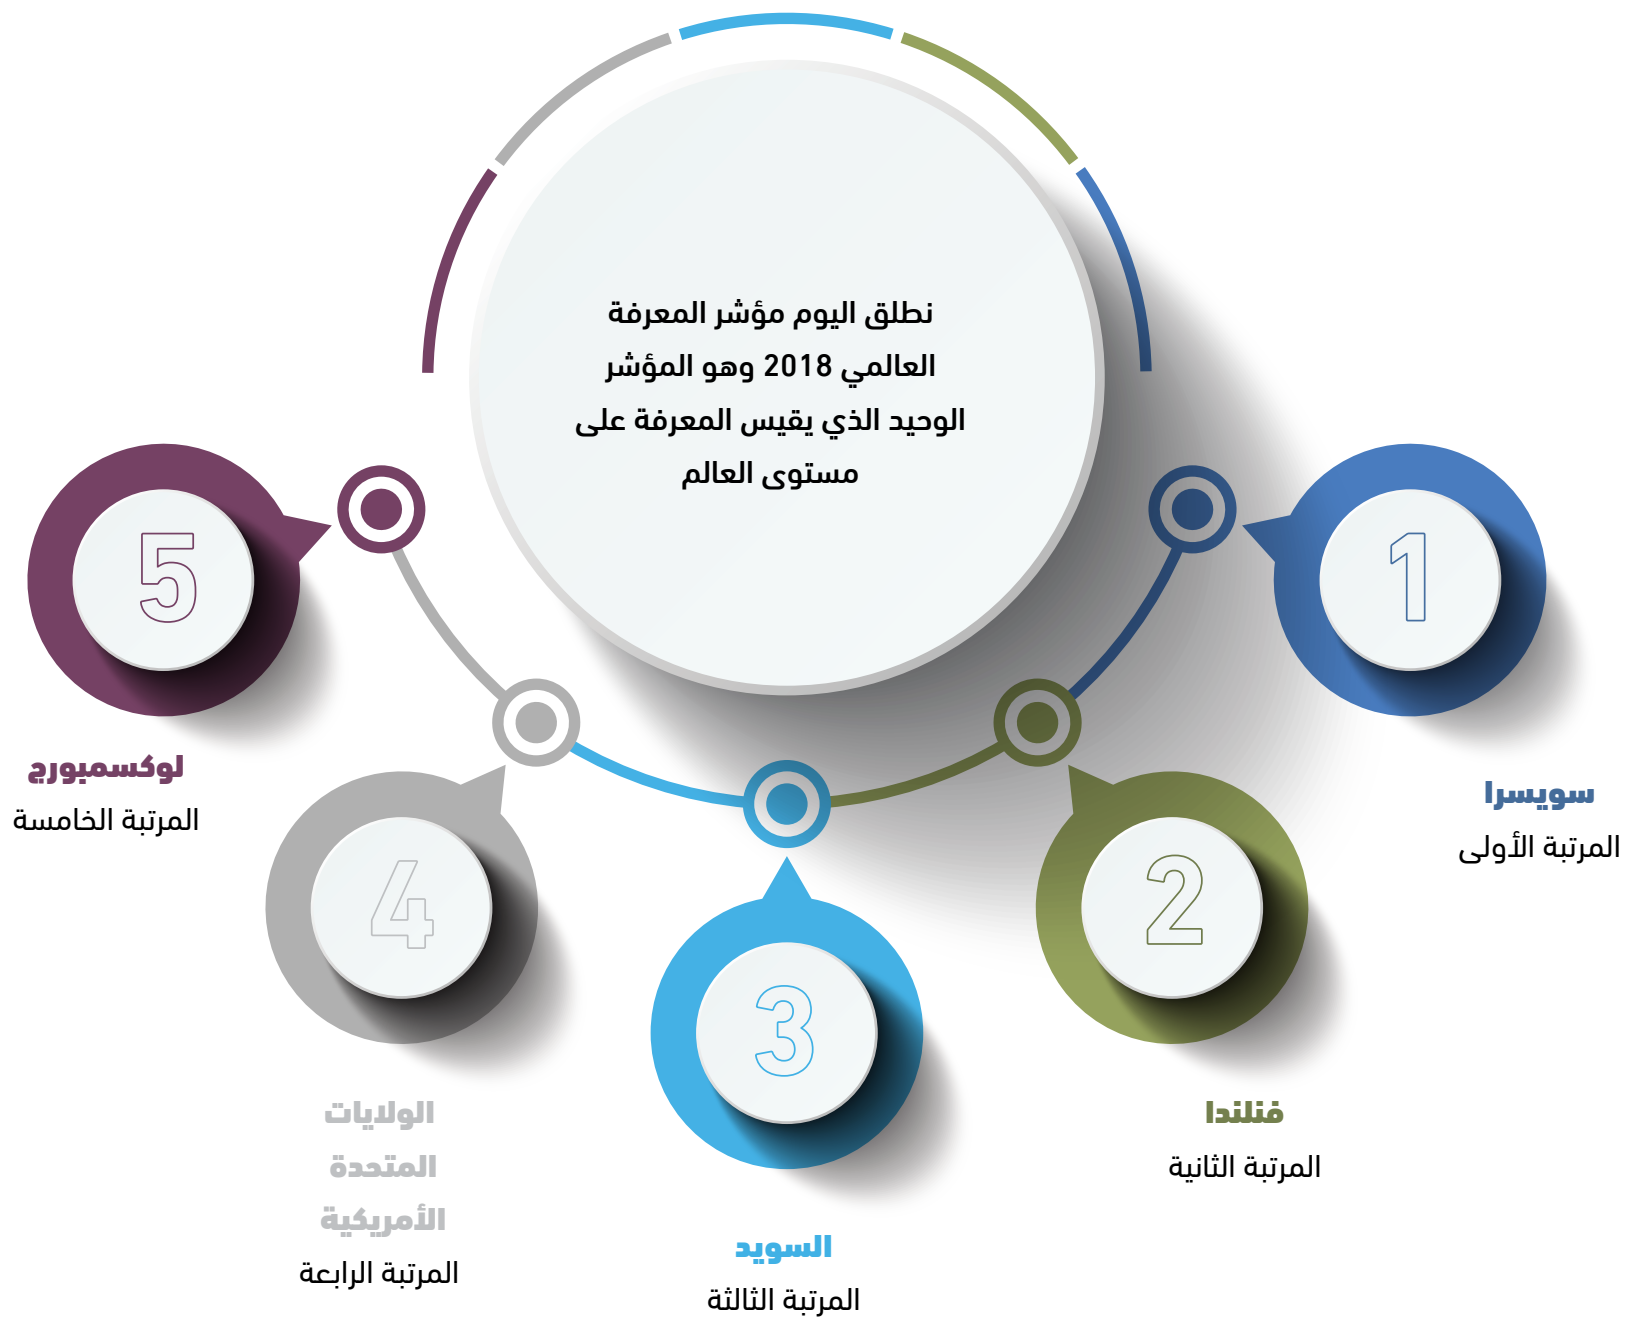 نطلق اليوم مؤشر المعرفة
العالمي 2018 وهو المؤشر
الوحيد الذي يقيس المعرفة على
مستوى العالم
1
سويسرا
المرتبة الأولى
2
فنلندا
المرتبة الثانية
3
السويد
المرتبة الثالثة
4
الولايات
المتحدة
الأمريكية
المرتبة الرابعة
5
لوكسمبورج
المرتبة الخامسة